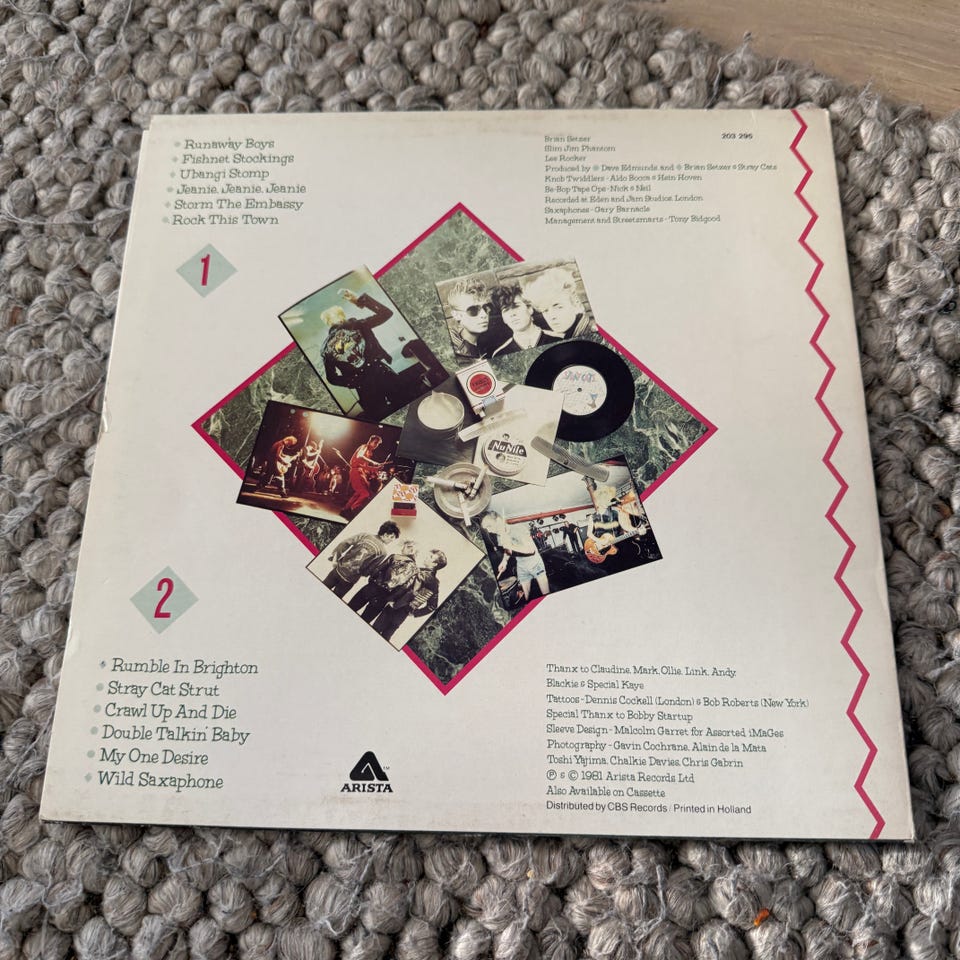 Runaway Boys
Fishnet Stockings
Ubangi Stomp
Jeanie, Jeanie, Jeanie
Storm The Embassy
Rock This Town
1
Brian Setzer
Slim Jim Phantom
Lee Rocker
Produced by Dave Edmunds and Brian Setzer & Stray Cats
Knob Twiddlers - Aldo Bocca & Hein Hoven
Be-Bop Tape Ops - Nick & Neil
Recorded at Eden and Jam Studios, London
Saxaphones - Gary Barnacle
Management and Streetsmarts - Tony Bidgood
203 295
Nu Nile
2
Rumble In Brighton
Stray Cat Strut
Crawl Up And Die
Double Talkin' Baby
My One Desire
Wild Saxaphone
ARISTA
Thanx to Claudine, Mark, Ollie, Link, Andy,
Blackie & Special Kaye
Tattoos - Dennis Cockell (London) & Bob Roberts (New York)
Special Thanx to Bobby Startup
Sleeve Design - Malcolm Garret for Assorted iMaGes
Photography - Gavin Cochrane, Alain de la Mata
Toshi Yajima, Chalkie Davies, Chris Gabrin
℗ & © 1981 Arista Records Ltd
Also Available on Cassette
Distributed by CBS Records / Printed in Holland